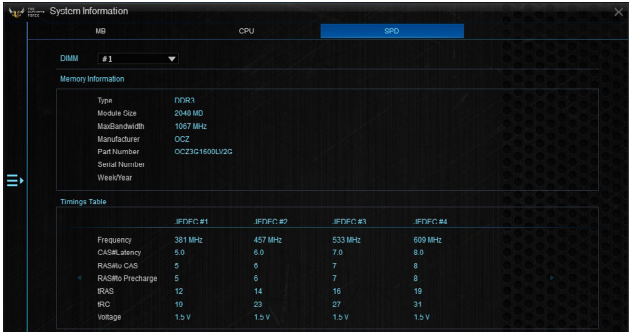 THE ULTIMATE FORCE System Information
MB CPU SPD
DIMM #1
Memory Information
Type DDR3
Module Size 2048 MB
MaxBandwidth 1067 MHz
Manufacturer OCZ
Part Number OCZ3G1600LV2G
Serial Number
Week/Year
Timings Table
JEDEC #1 JEDEC #2 JEDEC #3 JEDEC #4
Frequency 381 MHz 457 MHz 533 MHz 609 MHz
CAS#Latency 5.0 6.0 7.0 8.0
RAS#to CAS 5 6 7 8
RAS#to Precharge 5 6 7 8
tRAS 12 14 16 19
tRC 19 23 27 31
Voltage 1.5 V 1.5 V 1.5 V 1.5 V